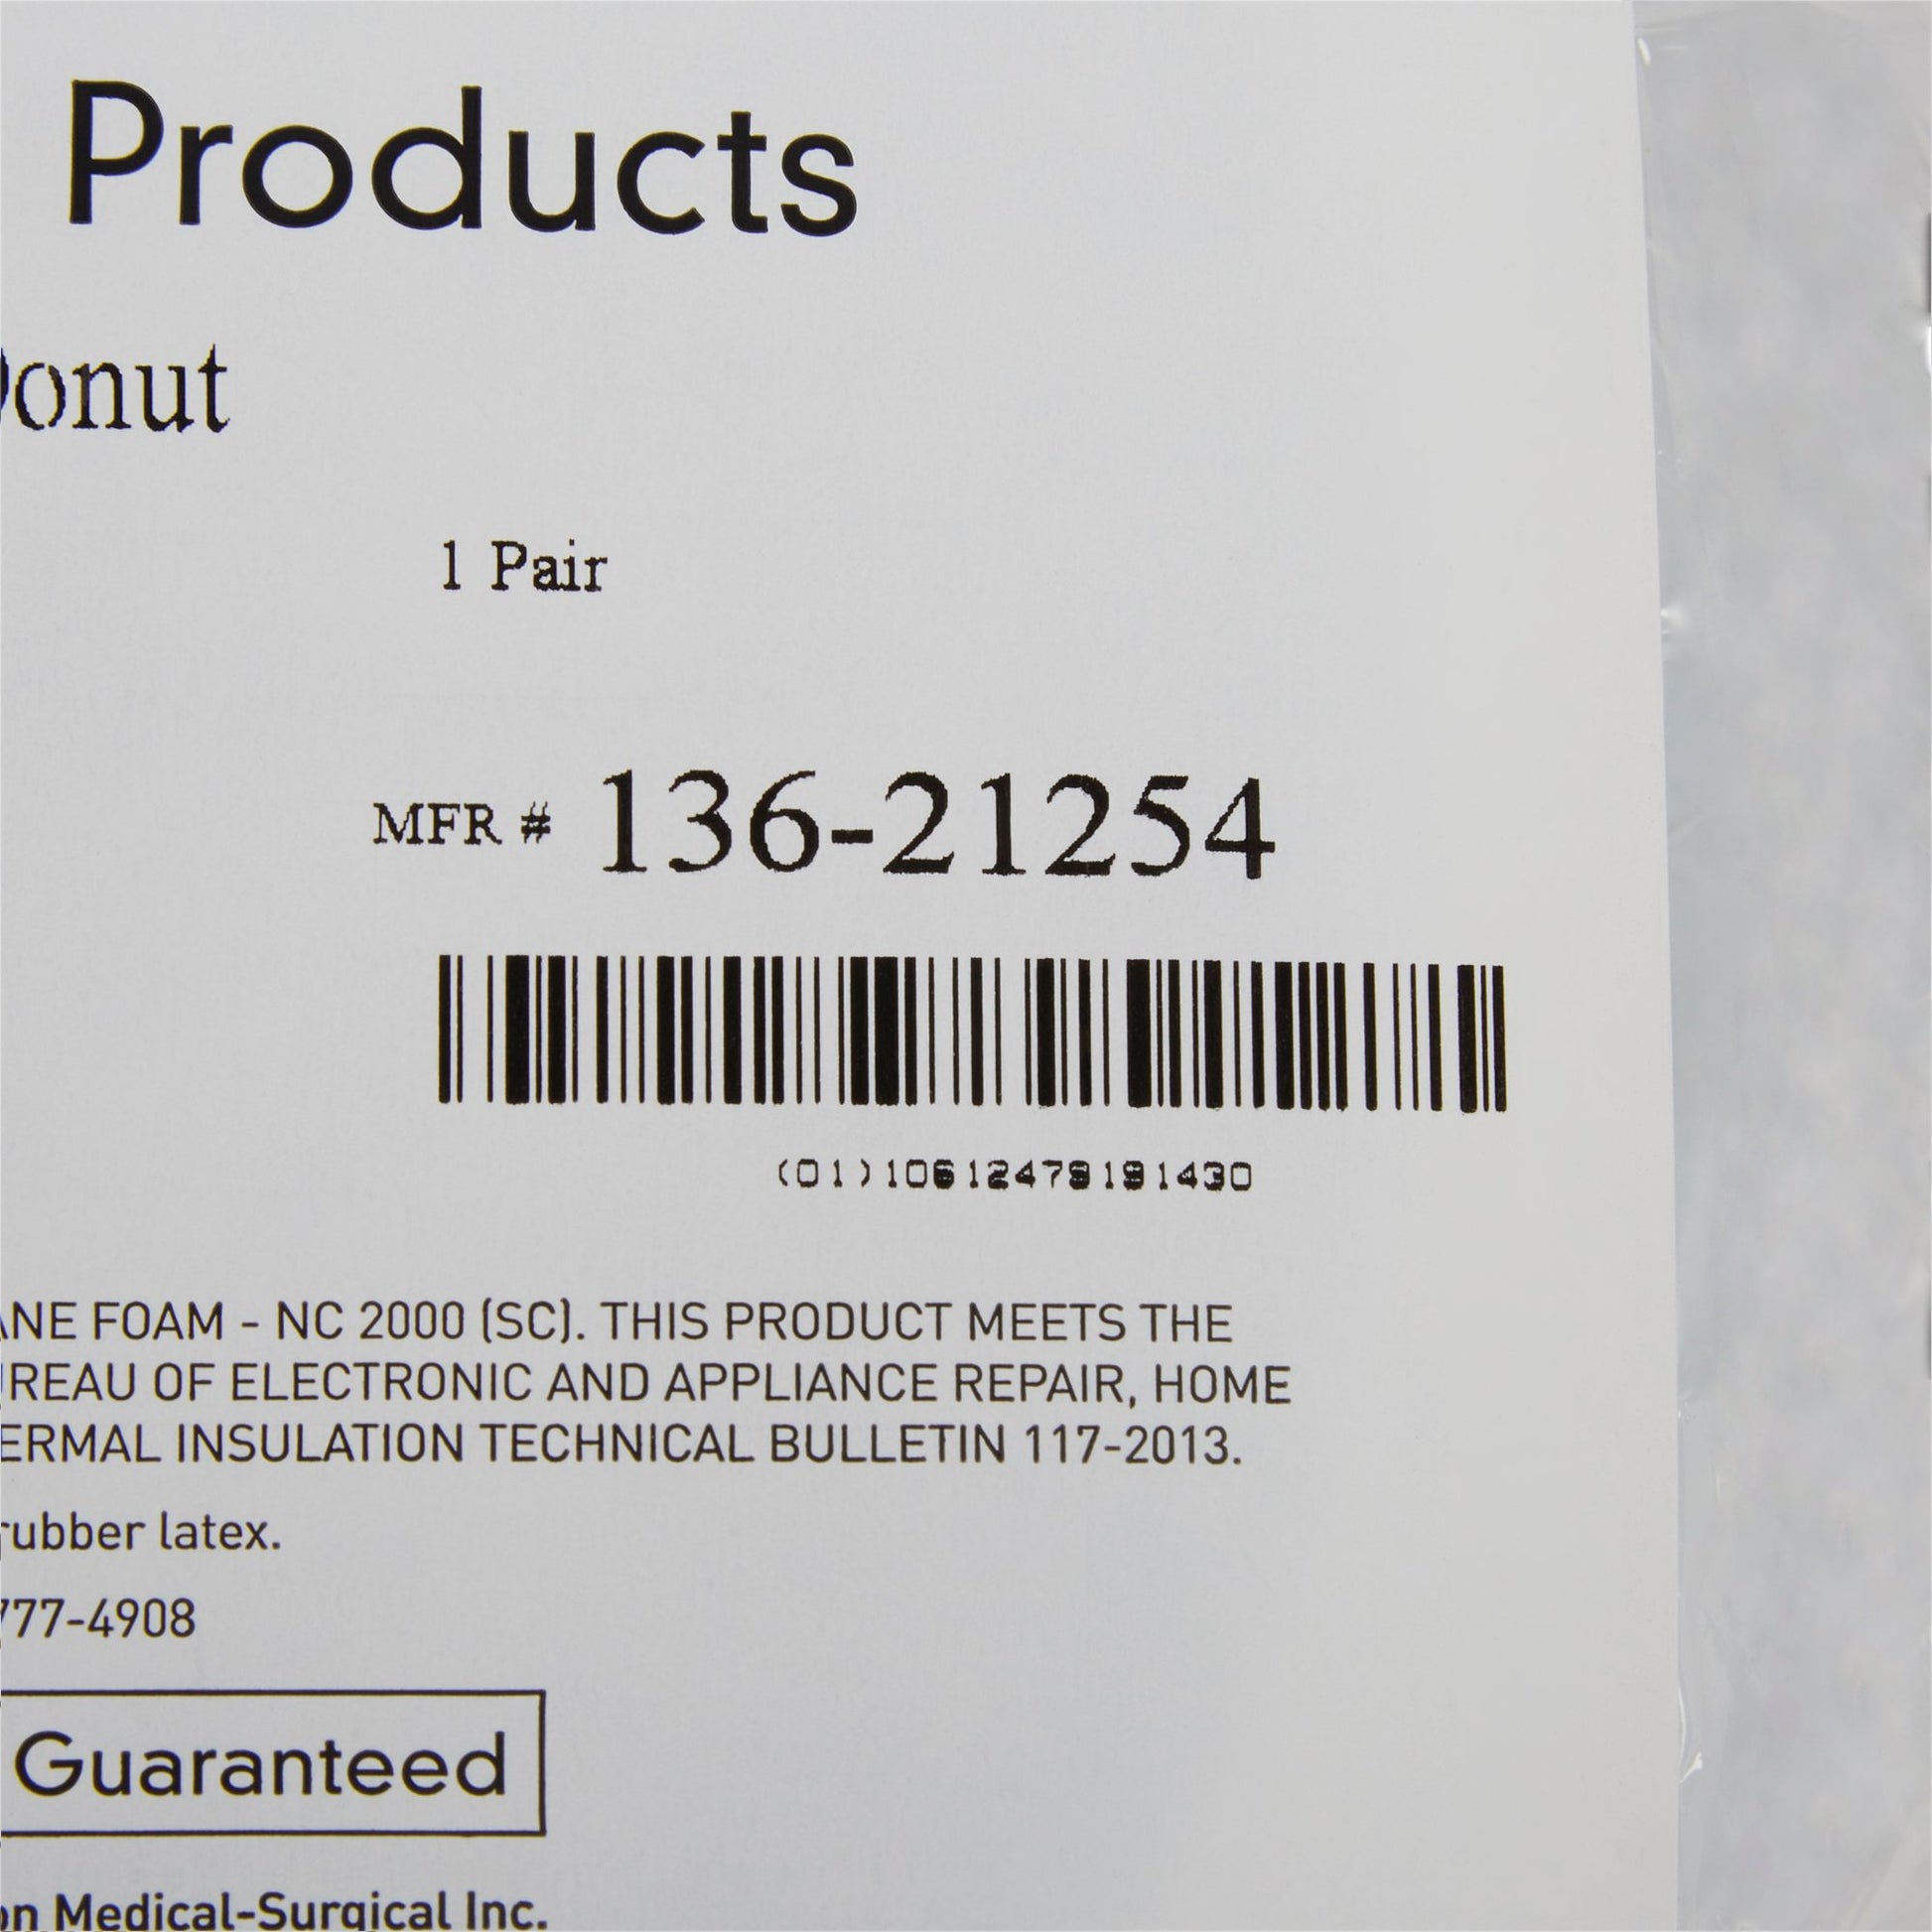 Products
Donut
1 Pair
MFR # 136-21254
(01)10612479191430
ANE FOAM - NC 2000 (SC). THIS PRODUCT MEETS THE
REAU OF ELECTRONIC AND APPLIANCE REPAIR, HOME
ERMAL INSULATION TECHNICAL BULLETIN 117-2013.
rubber latex.
777-4908
Guaranteed
on Medical-Surgical Inc.